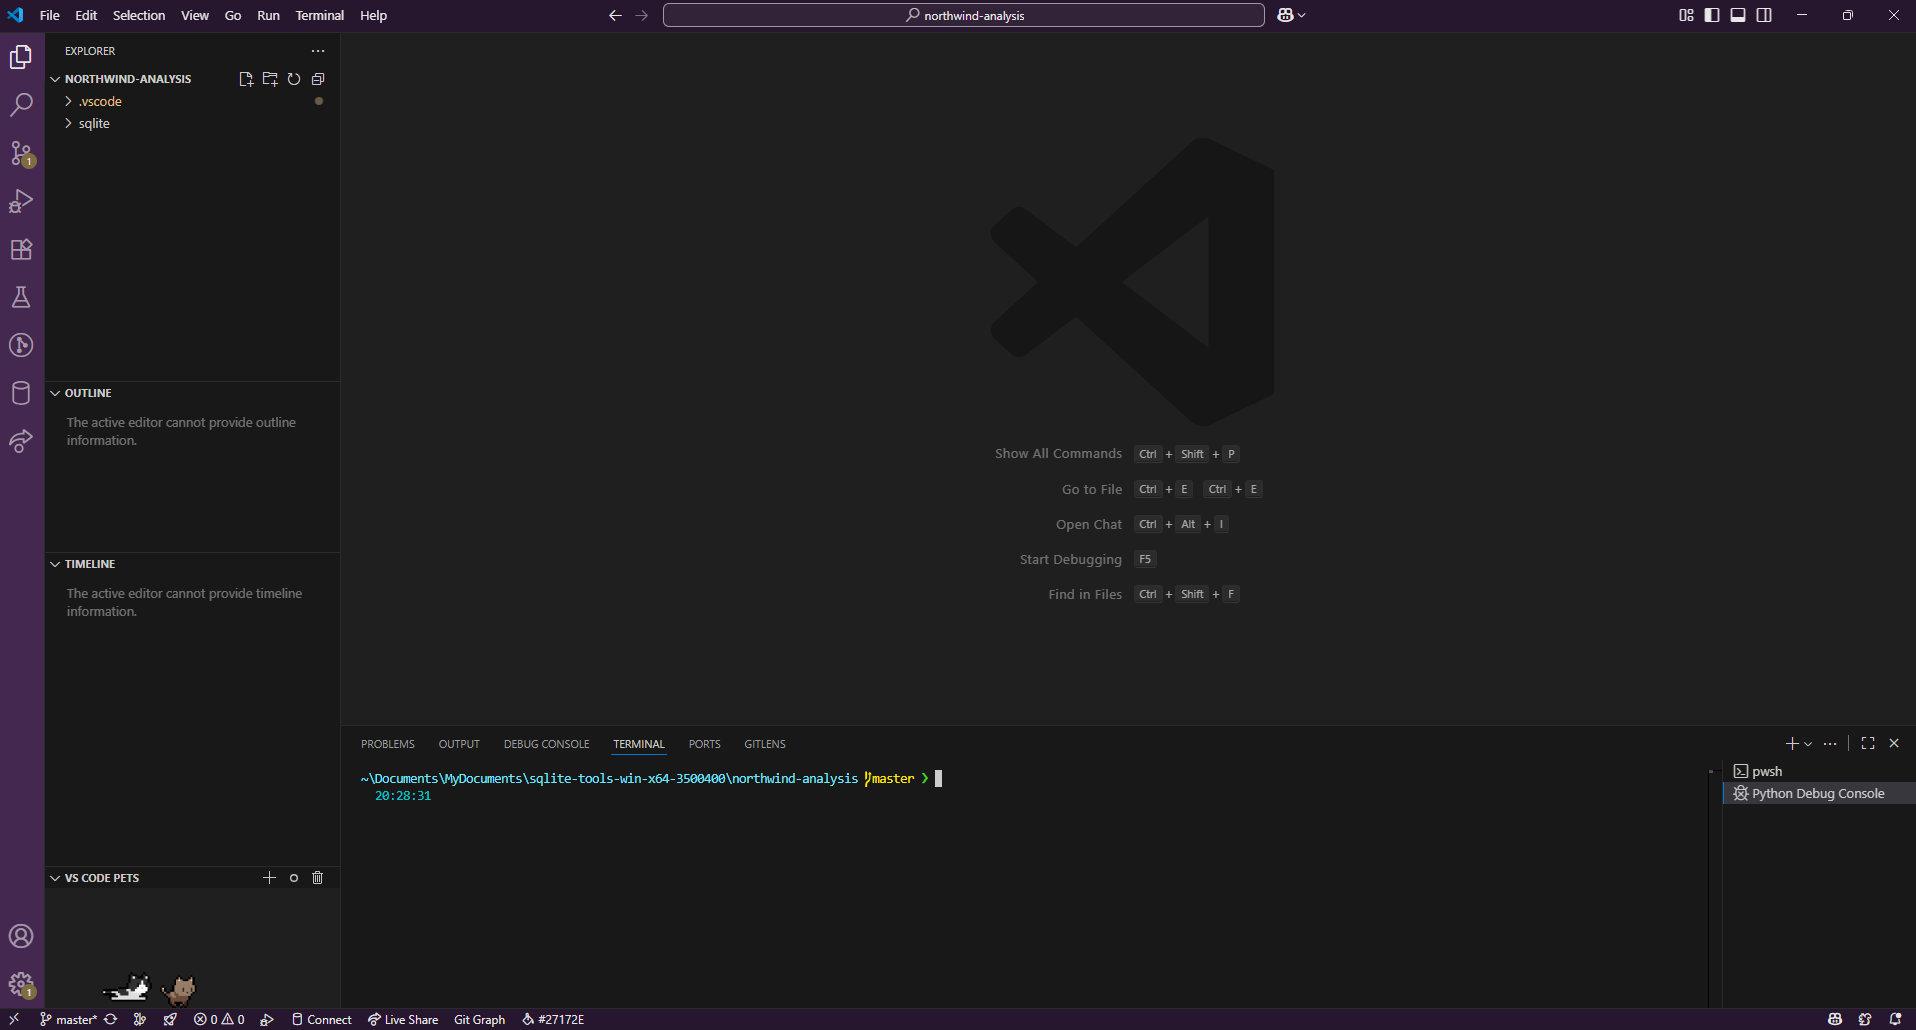 File Edit Selection View Go Run Terminal Help
northwind-analysis
EXPLORER
NORTHWIND-ANALYSIS
.vscode
sqlite
1
OUTLINE
The active editor cannot provide outline
information.
TIMELINE
The active editor cannot provide timeline
information.
VS CODE PETS
1
Show All Commands Ctrl + Shift + P
Go to File Ctrl + E Ctrl + E
Open Chat Ctrl + Alt + I
Start Debugging F5
Find in Files Ctrl + Shift + F
PROBLEMS OUTPUT DEBUG CONSOLE TERMINAL PORTS GITLENS
~\Documents\MyDocuments\sqlite-tools-win-x64-3500400\northwind-analysis master ❯
20:28:31
pwsh
Python Debug Console
master* 0 0 Connect Live Share Git Graph #27172E